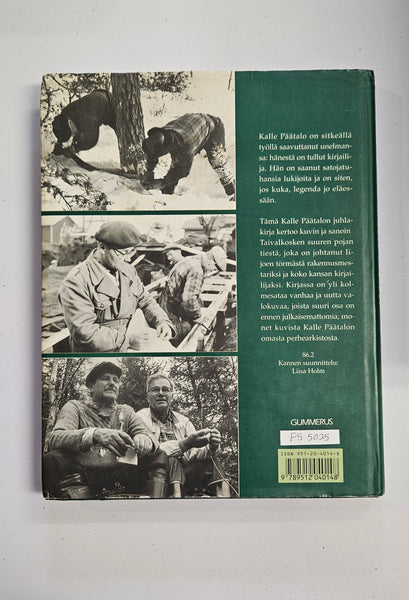 Kalle Päätalo on sitkeällä
työllä saavuttanut unelman-
sa: hänestä on tullut kirjaili-
ja. Hän on saanut satojatu-
hansia lukijoita ja on siten,
jos kuka, legenda jo eläes-
sään.
Tämä Kalle Päätalon juhla-
kirja kertoo kuvin ja sanoin
Taivalkosken suuren pojan
tiestä, joka on johtanut Ii-
joen törmästä rakennusmes-
tariksi ja koko kansan kirjai-
lijaksi. Kirjassa on yli kol-
mesataa vanhaa ja uutta va-
lokuvaa, joista suuri osa on
ennen julkaisemattomia, mo-
net kuvista Kalle Päätalon
omasta perhearkistosta.
86.2
Kannen suunnittelu:
Liisa Holm
GUMMERUS
FS 5025
ISBN 951-20-4014-X
9 789512 040148